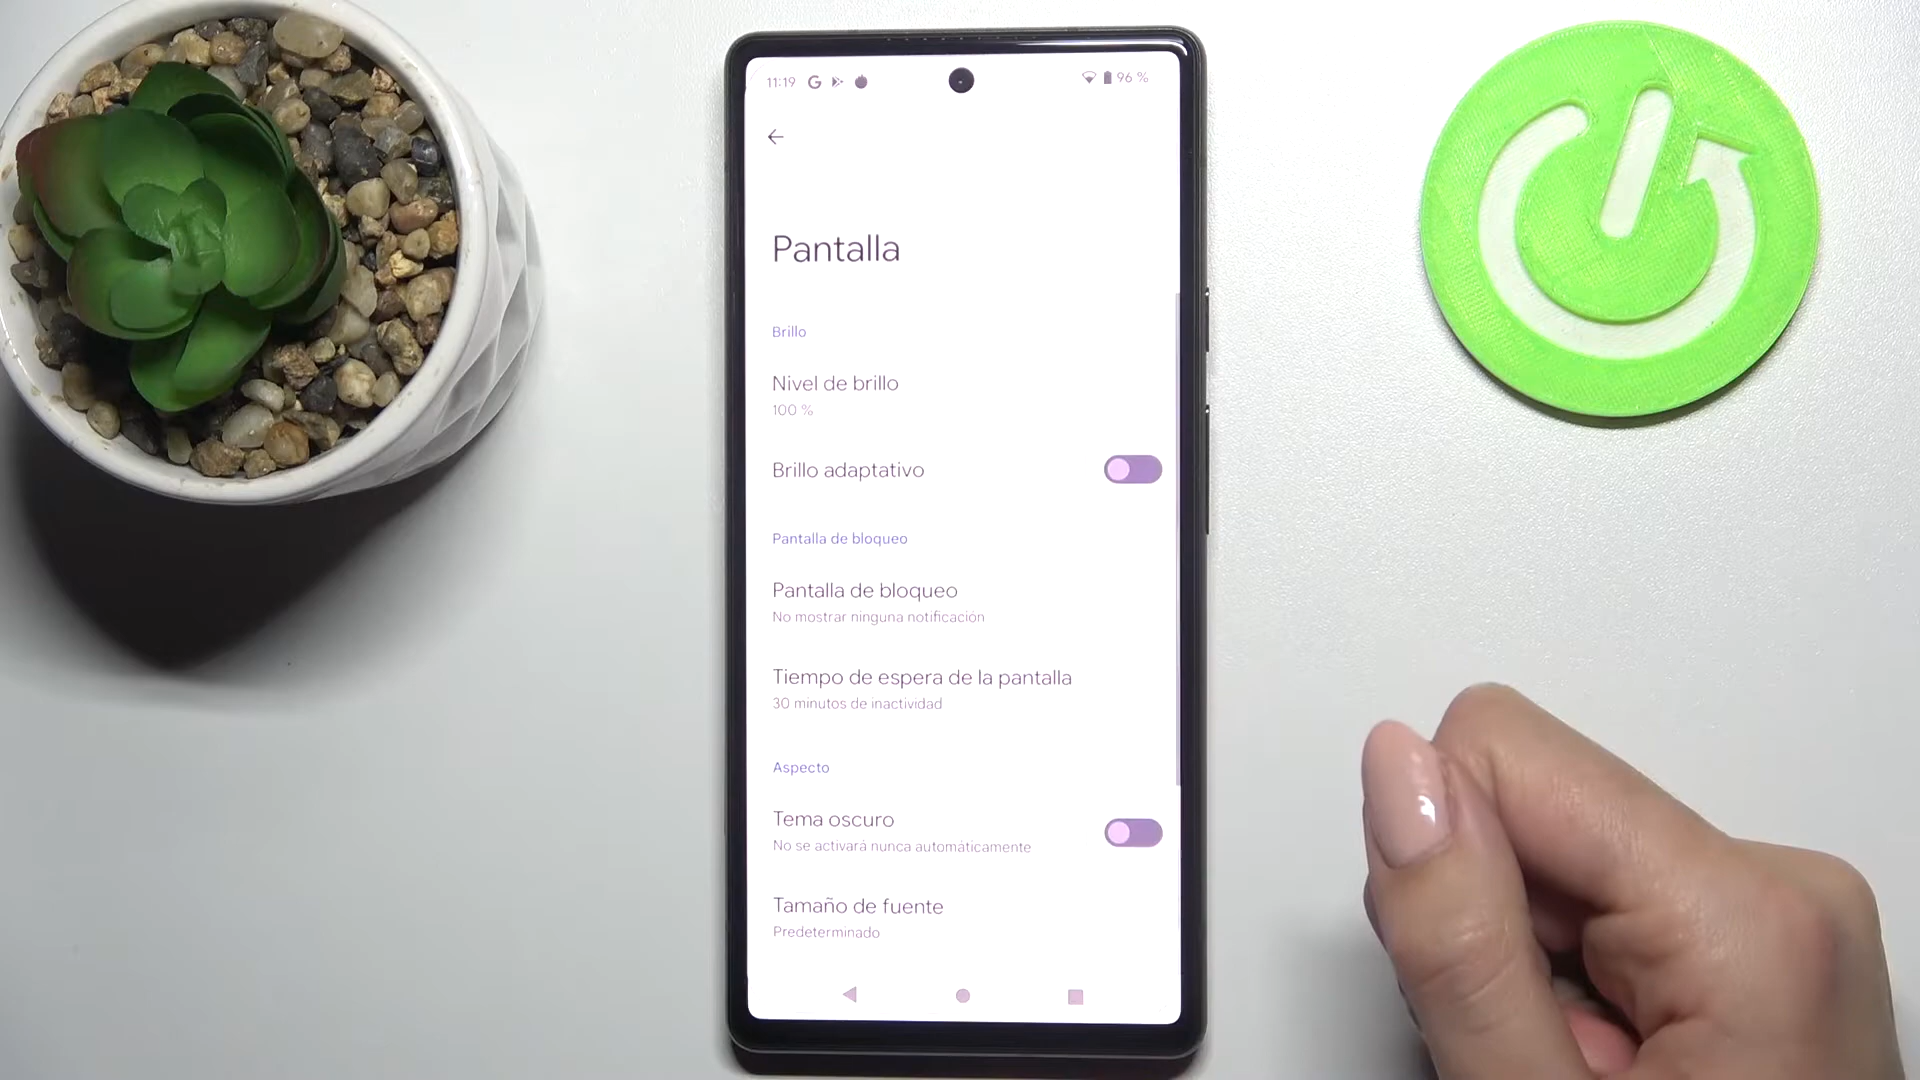 11:19
96 %
Pantalla
Brillo
Nivel de brillo
100 %
Brillo adaptativo
Pantalla de bloqueo
Pantalla de bloqueo
No mostrar ninguna notificación
Tiempo de espera de la pantalla
30 minutos de inactividad
Aspecto
Tema oscuro
No se activará nunca automáticamente
Tamaño de fuente
Predeterminado